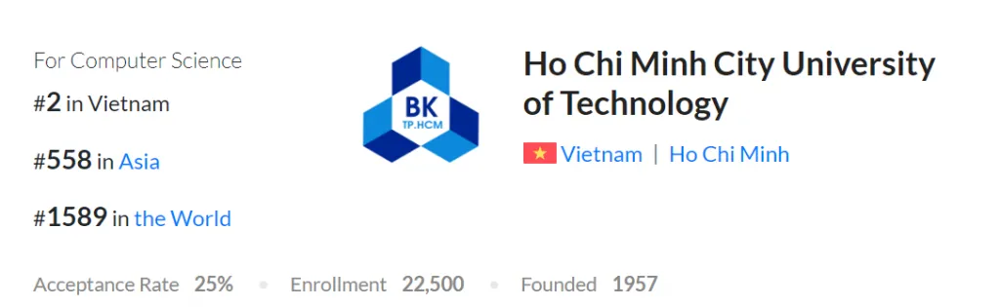 For Computer Science
#2 in Vietnam
#558 in Asia
#1589 in the World
BK
TP.HCM
Ho Chi Minh City University
of Technology
Vietnam | Ho Chi Minh
Acceptance Rate 25% • Enrollment 22,500 • Founded 1957